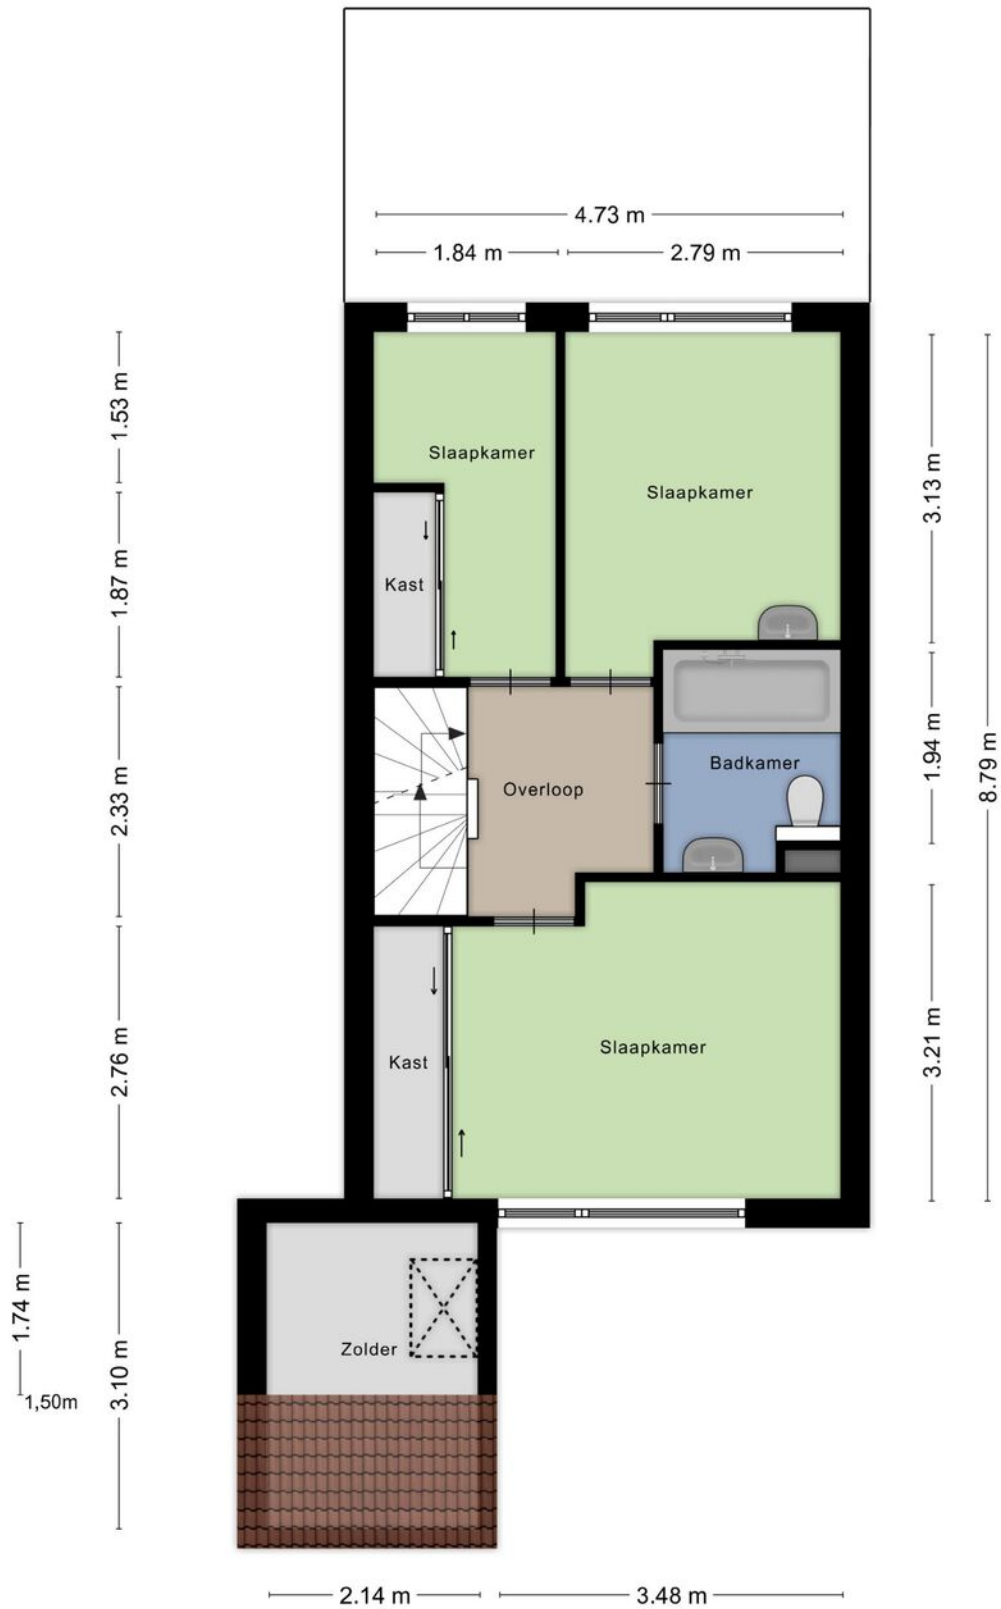 4.73 m
1.84 m
2.79 m
1.53 m
Slaapkamer
Slaapkamer
3.13 m
1.87 m
Kast
8.79 m
1.94 m
Badkamer
Overloop
2.33 m
3.21 m
Slaapkamer
Kast
2.76 m
1.74 m
Zolder
3.10 m
1,50m
2.14 m
3.48 m